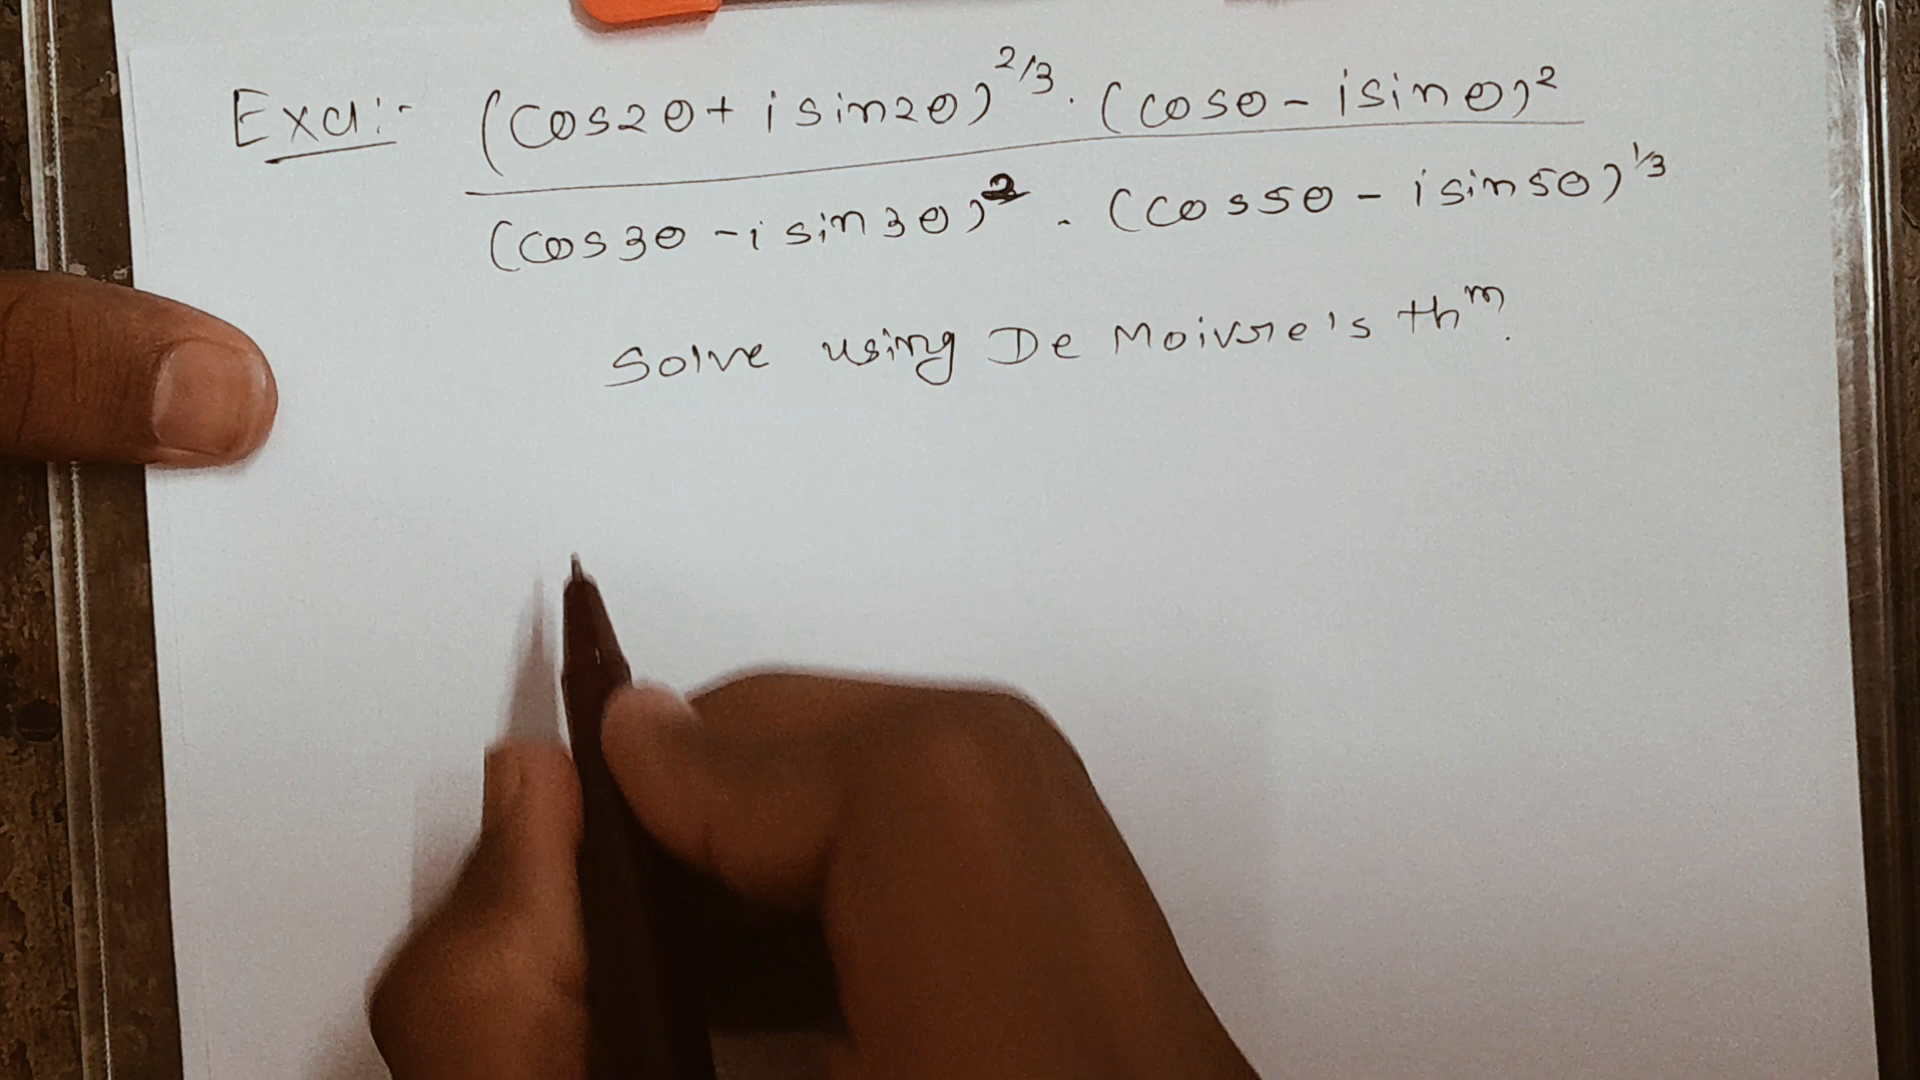 Exa:- (cos2θ + i sin2θ)^2/3 . (cosθ - i sinθ)^2
(cos3θ - i sin3θ)^2 . (cos5θ - i sin5θ)^1/3
Solve using De Moivre's th^m.